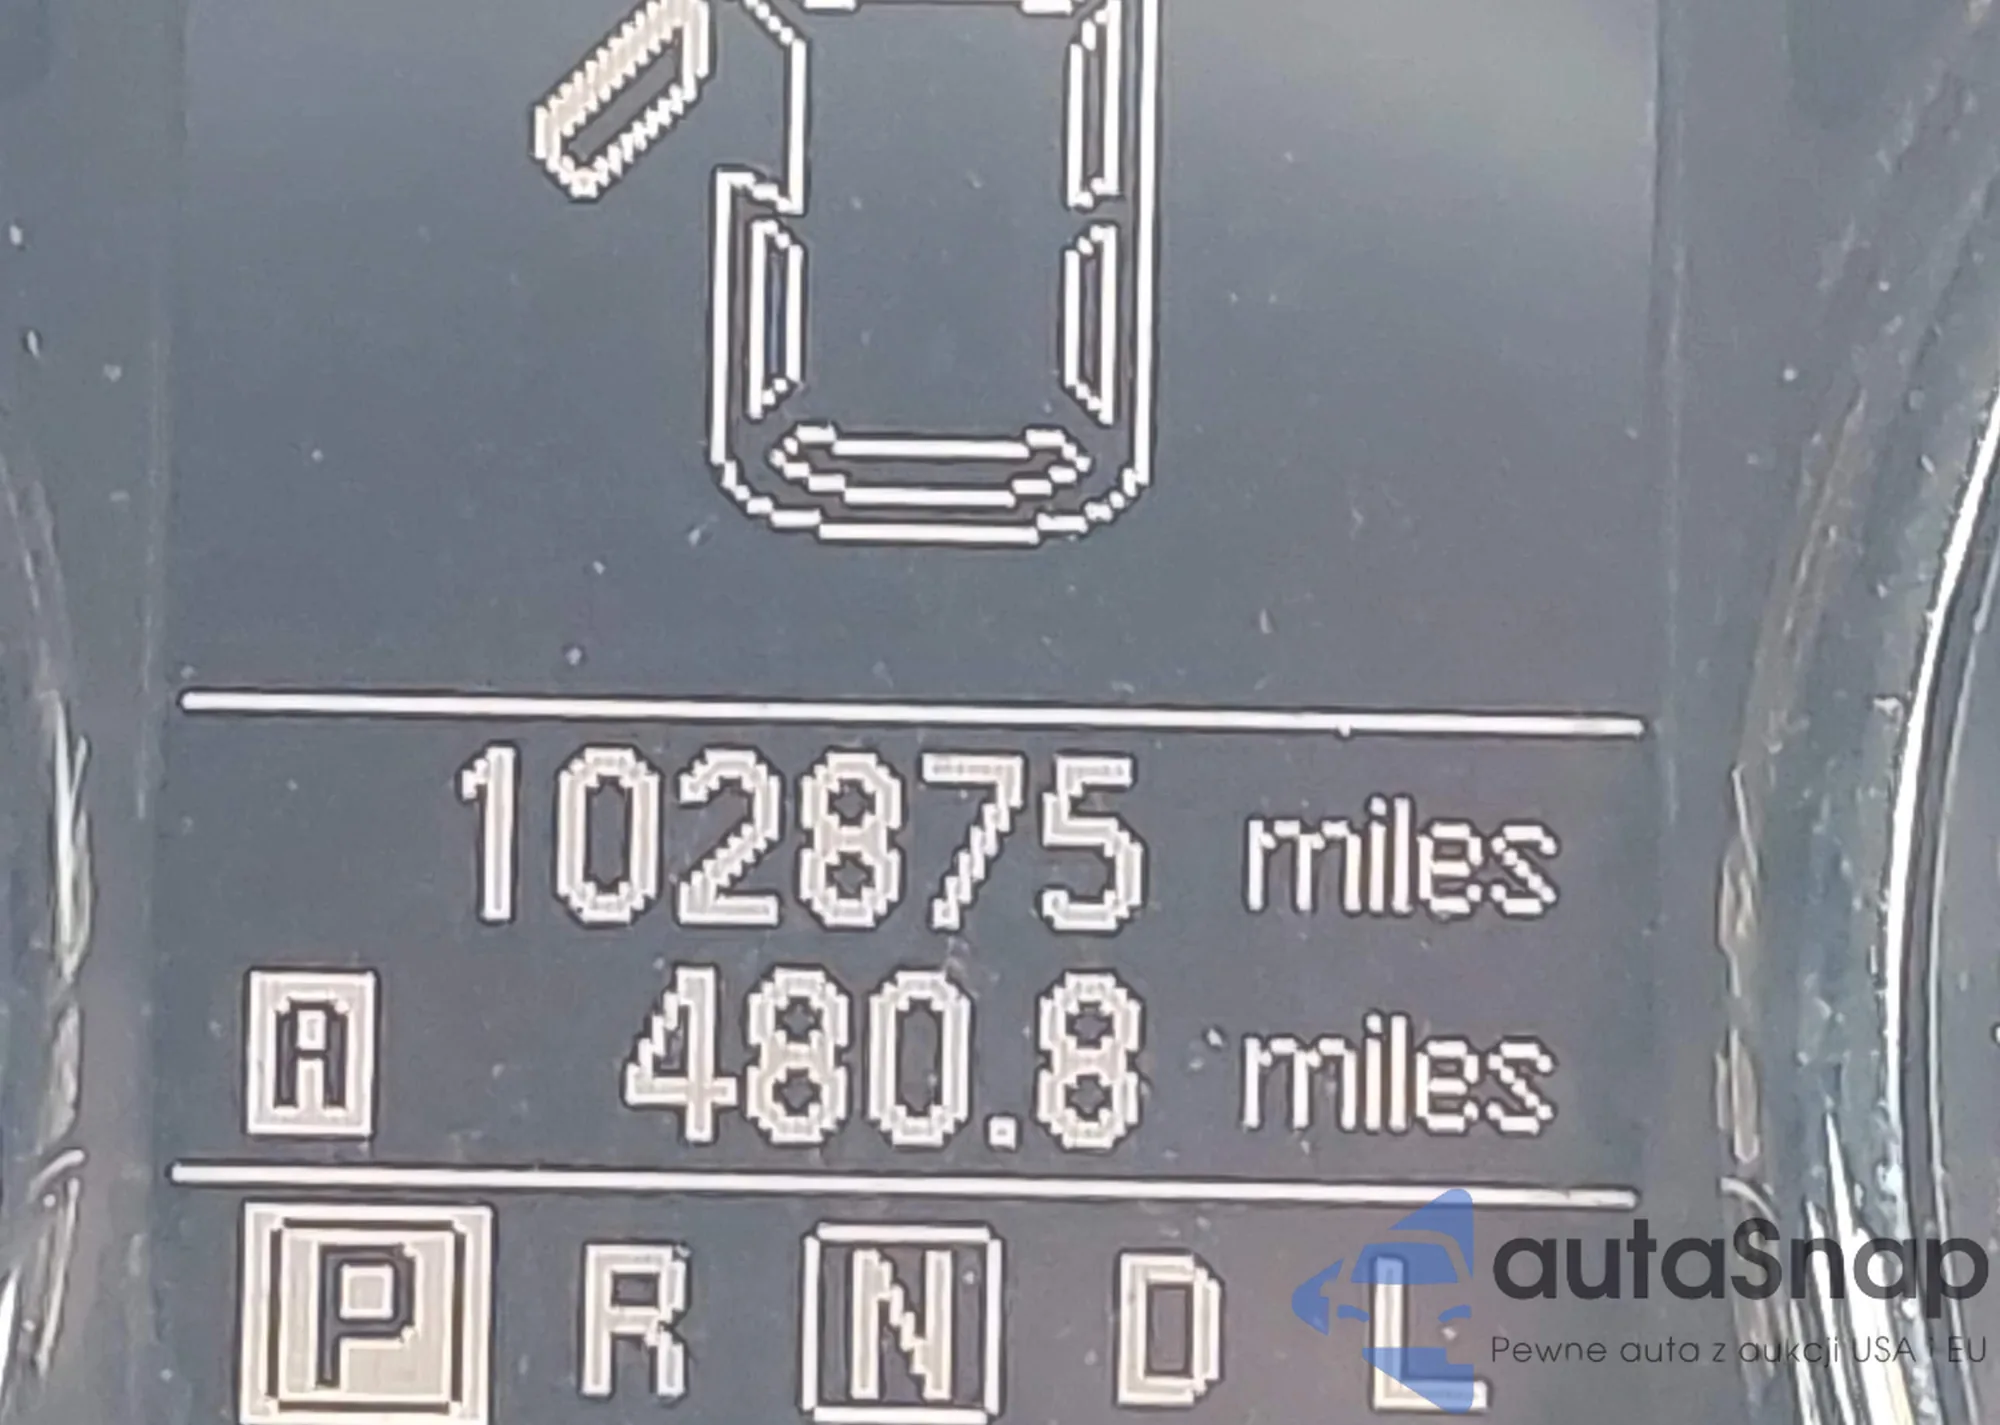 102875 miles
A 480.8 miles
P R N D L
autaSnap
Pewne auta z aukcji USA i EU